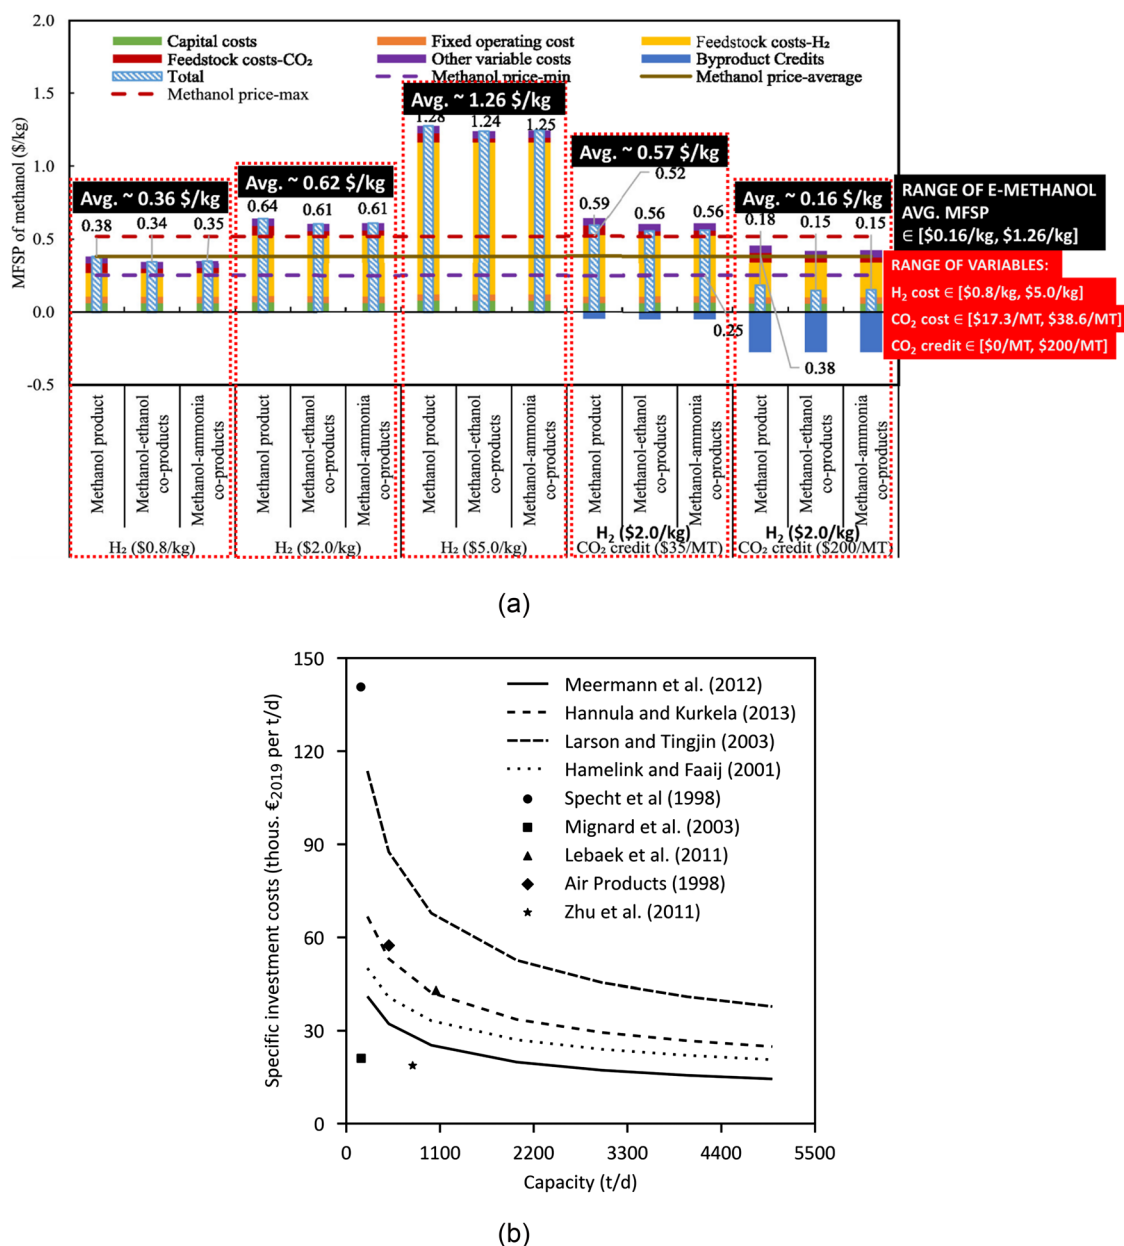 2.0
1.5
1.0
0.5
0.0
-0.5
MFSP of methanol ($/kg)
Capital costs
Fixed operating cost
Feedstock costs-H₂
Feedstock costs-CO₂
Other variable costs
Byproduct Credits
Total
Methanol price-min
Methanol price-average
Methanol price-max
Avg. ~ 0.36 $/kg
0.38
0.34
0.35
Avg. ~ 0.62 $/kg
0.64
0.61
0.61
Avg. ~ 1.26 $/kg
1.28
1.24
1.25
Avg. ~ 0.57 $/kg
0.52
0.59
0.56
0.56
0.25
Avg. ~ 0.16 $/kg
0.18
0.15
0.15
0.38
RANGE OF E-METHANOL
AVG. MFSP
∈ [$0.16/kg, $1.26/kg]
RANGE OF VARIABLES:
H₂ cost ∈ [$0.8/kg, $5.0/kg]
CO₂ cost ∈ [$17.3/MT, $38.6/MT]
CO₂ credit ∈ [$0/MT, $200/MT]
Methanol product
Methanol-ethanol
co-products
Methanol-ammonia
co-products
Methanol product
Methanol-ethanol
co-products
Methanol-ammonia
co-products
Methanol product
Methanol-ethanol
co-products
Methanol-ammonia
co-products
Methanol product
Methanol-ethanol
co-products
Methanol-ammonia
co-products
Methanol product
Methanol-ethanol
co-products
Methanol-ammonia
co-products
H₂ ($0.8/kg)
H₂ ($2.0/kg)
H₂ ($5.0/kg)
H₂ ($2.0/kg)
CO₂ credit ($35/MT)
H₂ ($2.0/kg)
CO₂ credit ($200/MT)
(a)
150
120
90
60
30
0
Specific investment costs (thous. €2019 per t/d)
Meermann et al. (2012)
Hannula and Kurkela (2013)
Larson and Tingjin (2003)
Hamelink and Faaij (2001)
Specht et al (1998)
Mignard et al. (2003)
Lebaek et al. (2011)
Air Products (1998)
Zhu et al. (2011)
0
1100
2200
3300
4400
5500
Capacity (t/d)
(b)